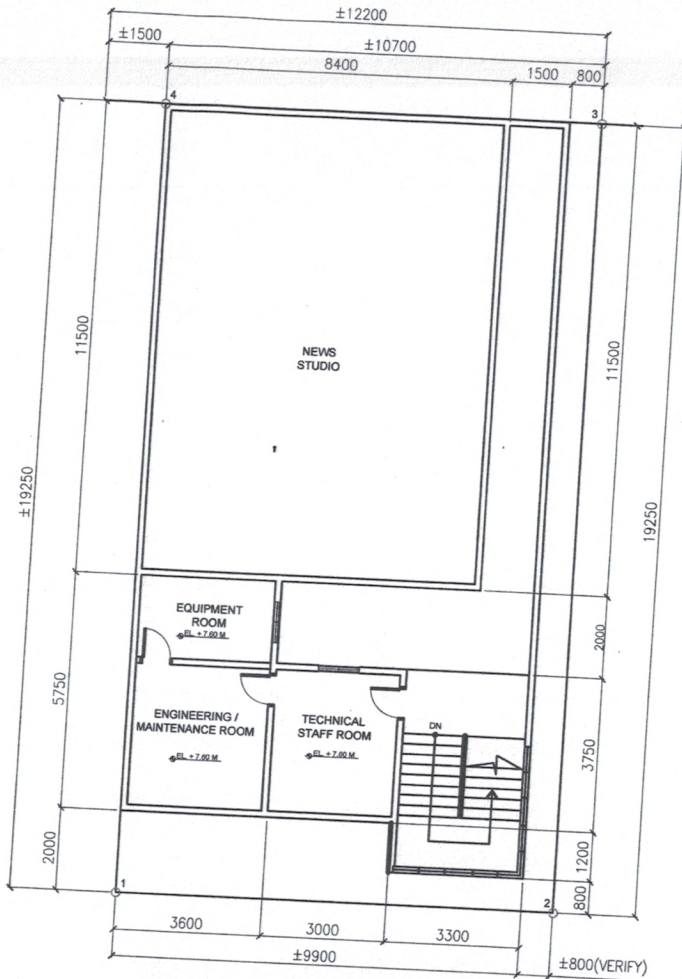 ±12200
±1500
±10700
8400
1500
800
4
3
11500
NEWS
STUDIO
11500
±19250
19250
EQUIPMENT
ROOM
EL +7.60 M
2000
5750
ENGINEERING /
MAINTENANCE ROOM
EL +7.60 M
TECHNICAL
STAFF ROOM
EL +7.60 M
DN
3750
2000
1200
800
1
2
3600
3000
3300
±9900
±800(VERIFY)